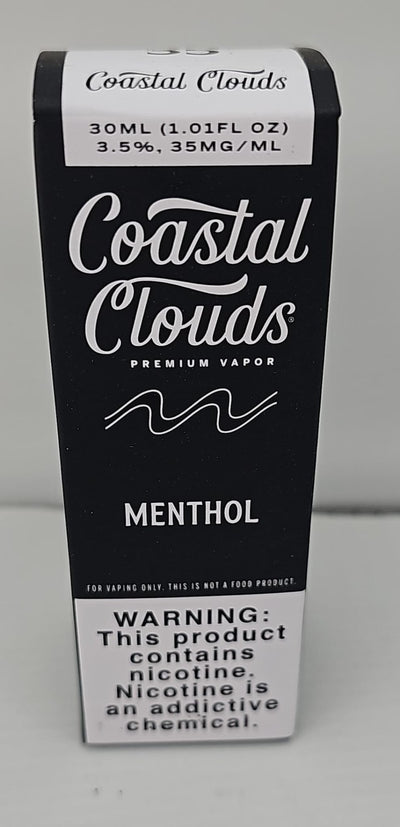 Coastal Clouds
30ML (1.01FL OZ)
3.5%, 35MG/ML
Coastal
Clouds®
PREMIUM VAPOR
MENTHOL
FOR VAPING ONLY. THIS IS NOT A FOOD PRODUCT.
WARNING:
This product
contains
nicotine.
Nicotine is
an addictive
chemical.